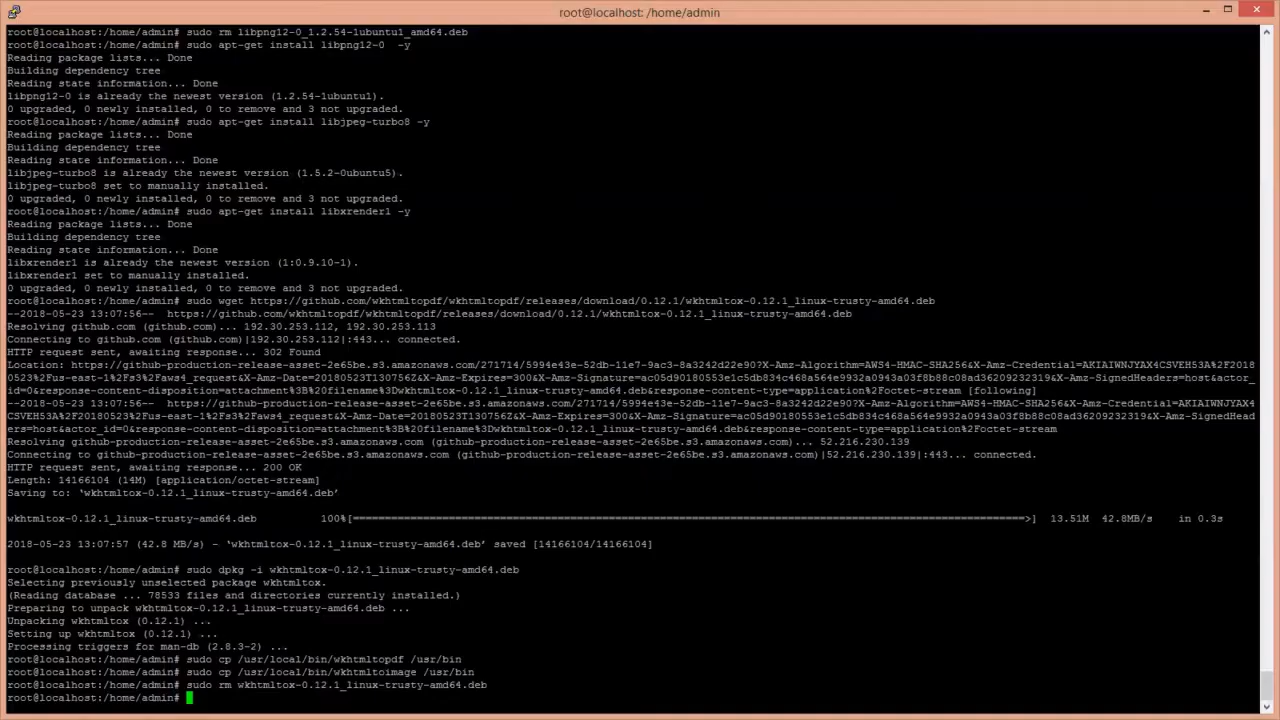 root@localhost: /home/admin
root@localhost:/home/admin# sudo rm libpng12-0_1.2.54-1ubuntu1_amd64.deb
root@localhost:/home/admin# sudo apt-get install libpng12-0  -y
Reading package lists... Done
Building dependency tree
Reading state information... Done
libpng12-0 is already the newest version (1.2.54-1ubuntu1).
0 upgraded, 0 newly installed, 0 to remove and 3 not upgraded.
root@localhost:/home/admin# sudo apt-get install libjpeg-turbo8 -y
Reading package lists... Done
Building dependency tree
Reading state information... Done
libjpeg-turbo8 is already the newest version (1.5.2-0ubuntu5).
libjpeg-turbo8 set to manually installed.
0 upgraded, 0 newly installed, 0 to remove and 3 not upgraded.
root@localhost:/home/admin# sudo apt-get install libxrender1 -y
Reading package lists... Done
Building dependency tree
Reading state information... Done
libxrender1 is already the newest version (1:0.9.10-1).
libxrender1 set to manually installed.
0 upgraded, 0 newly installed, 0 to remove and 3 not upgraded.
root@localhost:/home/admin# sudo wget https://github.com/wkhtmltopdf/wkhtmltopdf/releases/download/0.12.1/wkhtmltox-0.12.1_linux-trusty-amd64.deb
--2018-05-23 13:07:56--  https://github.com/wkhtmltopdf/wkhtmltopdf/releases/download/0.12.1/wkhtmltox-0.12.1_linux-trusty-amd64.deb
Resolving github.com (github.com)... 192.30.253.112, 192.30.253.113
Connecting to github.com (github.com)|192.30.253.112|:443... connected.
HTTP request sent, awaiting response... 302 Found
Location: https://github-production-release-asset-2e65be.s3.amazonaws.com/271714/5994e43e-52db-11e7-9ac3-8a3242d22e90?X-Amz-Algorithm=AWS4-HMAC-SHA256&X-Amz-Credential=AKIAIWNJYAX4CSVEH53A%2F2018
0523%2Fus-east-1%2Fs3%2Faws4_request&X-Amz-Date=20180523T130756Z&X-Amz-Expires=300&X-Amz-Signature=ac05d90180553e1c5db834568e9932a0943a03f8b88c08ad36209232319&X-Amz-SignedHeaders=host&actor_
id=0&response-content-disposition=attachment%3B%20filename%3Dwkhtmltox-0.12.1_linux-trusty-amd64.deb&response-content-type=application%2Foctet-stream [following]
--2018-05-23 13:07:56--  https://github-production-release-asset-2e65be.s3.amazonaws.com/271714/5994e43e-52db-11e7-9ac3-8a3242d22e90?X-Amz-Algorithm=AWS4-HMAC-SHA256&X-Amz-Credential=AKIAIWNJYAX4
CSVEH53A%2F20180523%2Fus-east-1%2Fs3%2Faws4_request&X-Amz-Date=20180523T130756Z&X-Amz-Expires=300&X-Amz-Signature=ac05d90180553e1c5db834568e9932a0943a03f8b88c08ad36209232319&X-Amz-SignedHead
ers=host&actor_id=0&response-content-disposition=attachment%3B%20filename%3Dwkhtmltox-0.12.1_linux-trusty-amd64.deb&response-content-type=application%2Foctet-stream
Resolving github-production-release-asset-2e65be.s3.amazonaws.com (github-production-release-asset-2e65be.s3.amazonaws.com)... 52.216.230.139
Connecting to github-production-release-asset-2e65be.s3.amazonaws.com (github-production-release-asset-2e65be.s3.amazonaws.com)|52.216.230.139|:443... connected.
HTTP request sent, awaiting response... 200 OK
Length: 14166104 (14M) [application/octet-stream]
Saving to: ‘wkhtmltox-0.12.1_linux-trusty-amd64.deb’
wkhtmltox-0.12.1_linux-trusty-amd64.deb          100%[===================================================================================================>]  13.51M  42.8MB/s    in 0.3s
2018-05-23 13:07:57 (42.8 MB/s) - ‘wkhtmltox-0.12.1_linux-trusty-amd64.deb’ saved [14166104/14166104]
root@localhost:/home/admin# sudo dpkg -i wkhtmltox-0.12.1_linux-trusty-amd64.deb
Selecting previously unselected package wkhtmltox.
(Reading database ... 78533 files and directories currently installed.)
Preparing to unpack wkhtmltox-0.12.1_linux-trusty-amd64.deb ...
Unpacking wkhtmltox (0.12.1) ...
Setting up wkhtmltox (0.12.1) ...
Processing triggers for man-db (2.8.3-2) ...
root@localhost:/home/admin# sudo cp /usr/local/bin/wkhtmltopdf /usr/bin
root@localhost:/home/admin# sudo cp /usr/local/bin/wkhtmltoimage /usr/bin
root@localhost:/home/admin# sudo rm wkhtmltox-0.12.1_linux-trusty-amd64.deb
root@localhost:/home/admin#